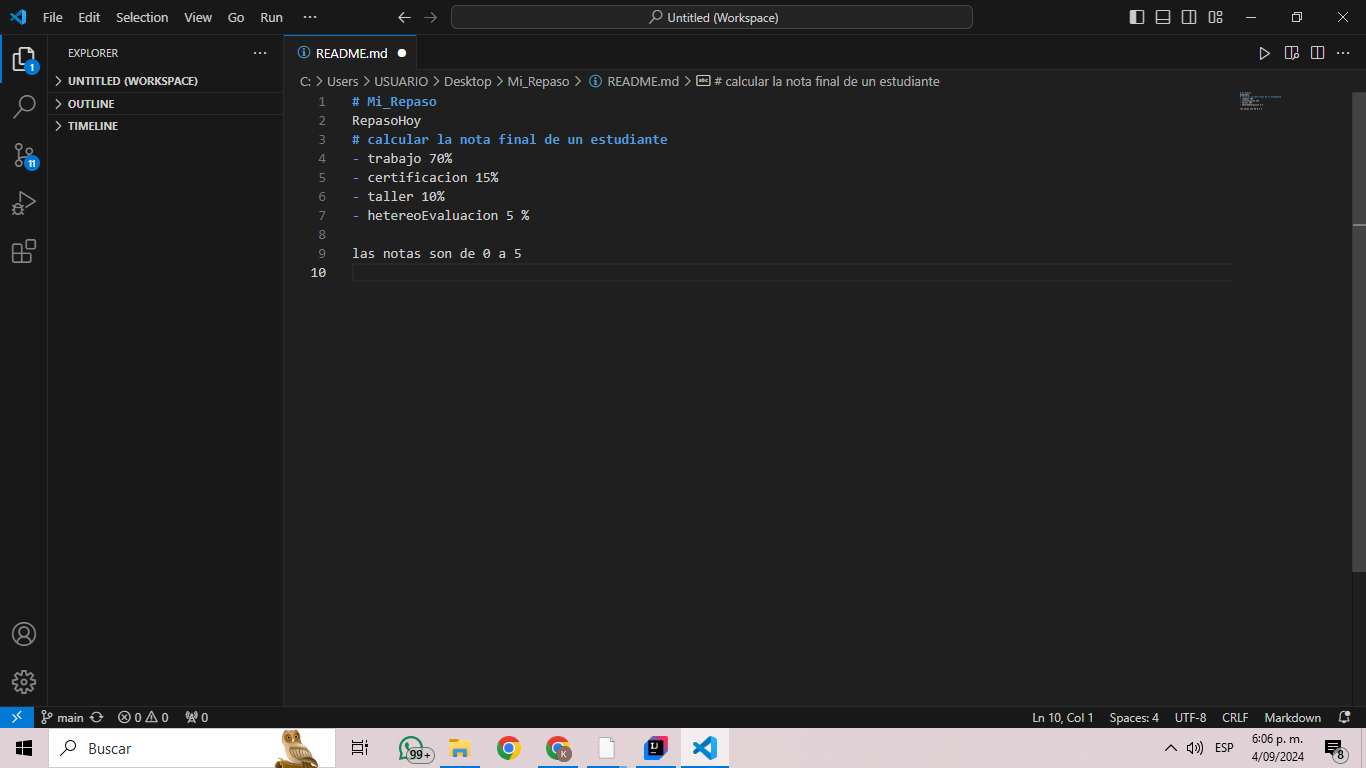 File Edit Selection View Go Run ···
Untitled (Workspace)
EXPLORER
UNTITLED (WORKSPACE)
OUTLINE
TIMELINE
README.md
C: > Users > USUARIO > Desktop > Mi_Repaso > README.md > # calcular la nota final de un estudiante
1 # Mi_Repaso
2 RepasoHoy
3 # calcular la nota final de un estudiante
4 - trabajo 70%
5 - certificacion 15%
6 - taller 10%
7 - hetereoEvaluacion 5 %
8
9 las notas son de 0 a 5
10
1
11
main 0 0 0
Ln 10, Col 1 Spaces: 4 UTF-8 CRLF Markdown
Buscar
99+
K
IJ
ESP
6:06 p. m.
4/09/2024
8